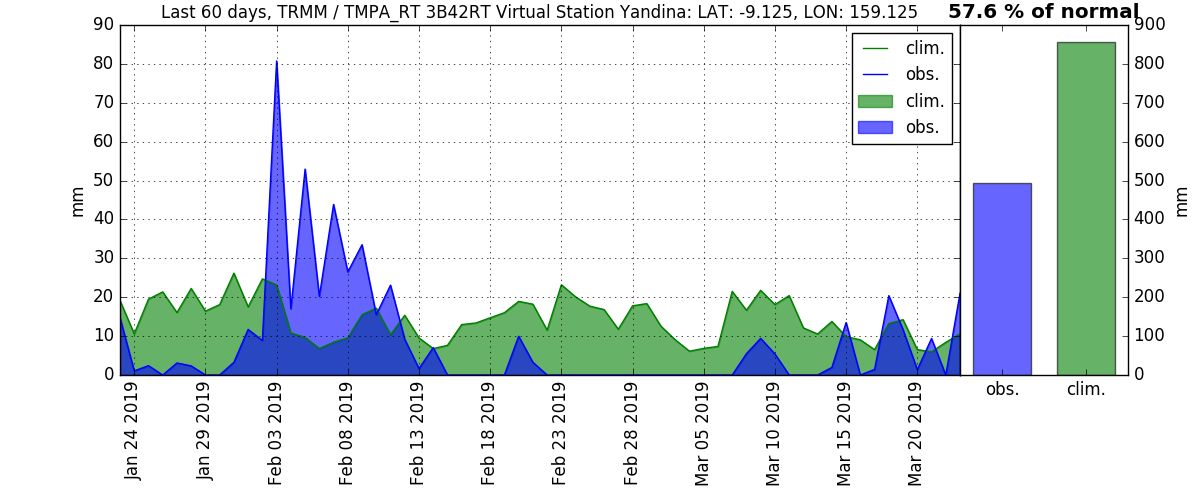 Last 60 days, TRMM / TMPA_RT 3B42RT Virtual Station Yandina: LAT: -9.125, LON: 159.125
57.6 % of normal
90
80
70
60
50
40
30
20
10
0
mm
clim.
obs.
clim.
obs.
900
800
700
600
500
400
300
200
100
0
mm
obs. clim.
Jan 24 2019
Jan 29 2019
Feb 03 2019
Feb 08 2019
Feb 13 2019
Feb 18 2019
Feb 23 2019
Feb 28 2019
Mar 05 2019
Mar 10 2019
Mar 15 2019
Mar 20 2019